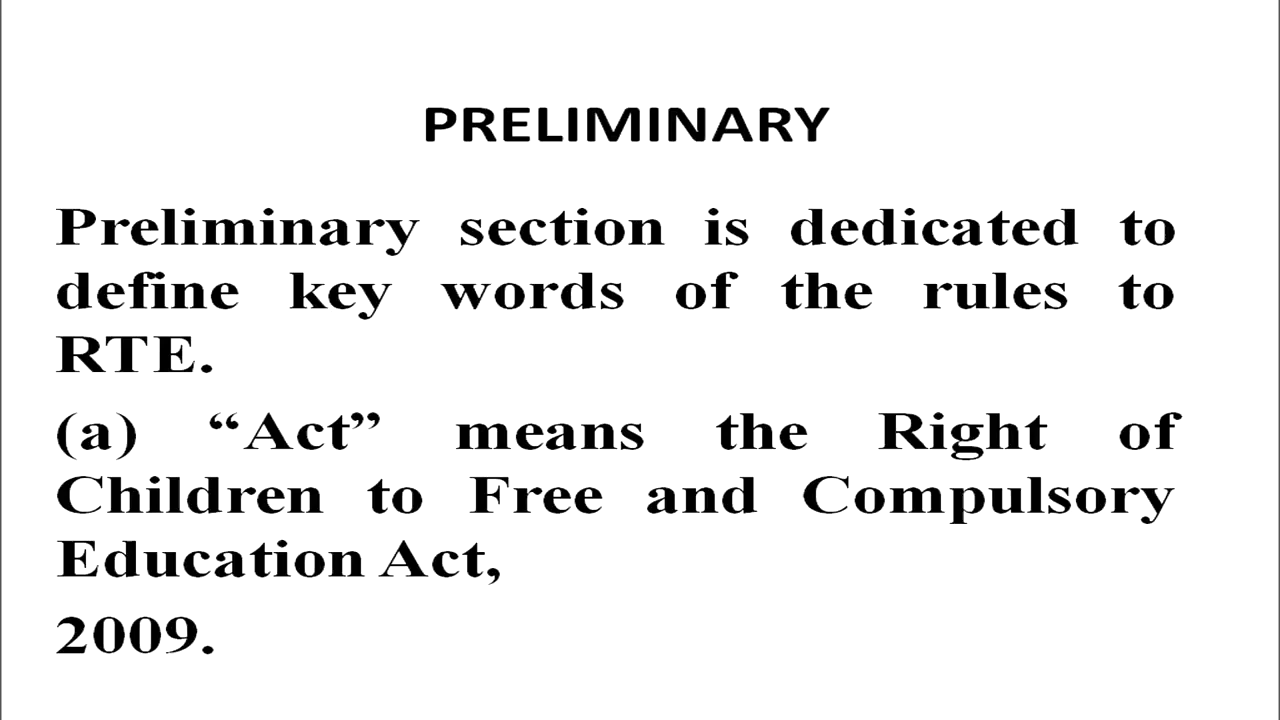 PRELIMINARY
Preliminary section is dedicated to
define key words of the rules to
RTE.
(a) “Act” means the Right of
Children to Free and Compulsory
Education Act,
2009.